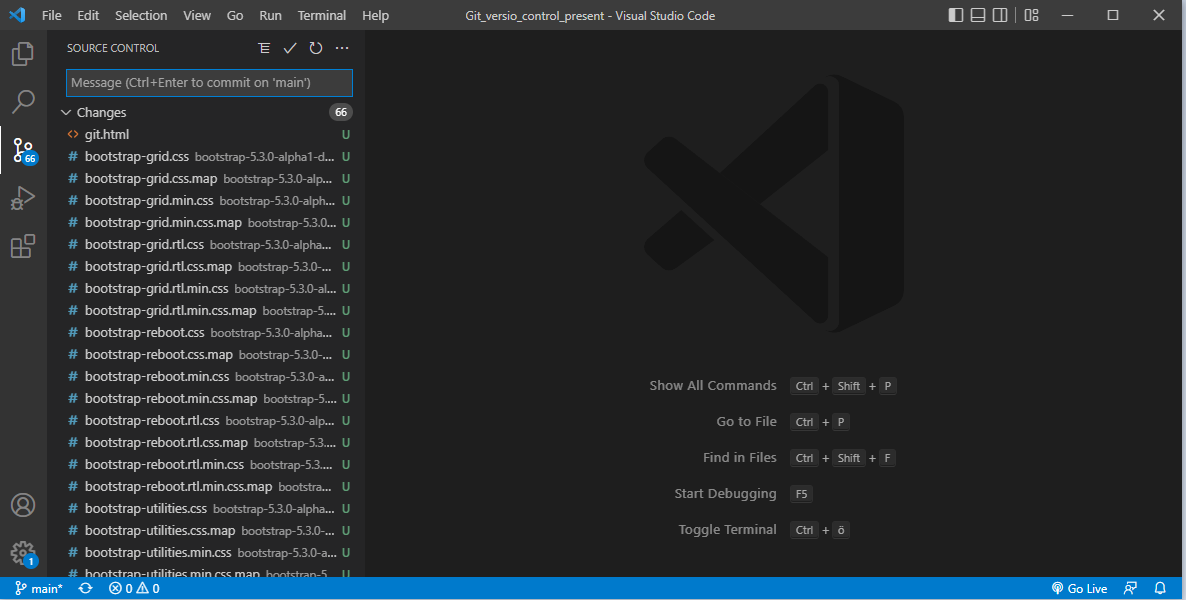 File Edit Selection View Go Run Terminal Help Git_versio_control_present - Visual Studio Code
SOURCE CONTROL
Message (Ctrl+Enter to commit on 'main')
Changes 66
<> git.html U
# bootstrap-grid.css bootstrap-5.3.0-alpha1-d... U
66
# bootstrap-grid.css.map bootstrap-5.3.0-alp... U
# bootstrap-grid.min.css bootstrap-5.3.0-alph... U
# bootstrap-grid.min.css.map bootstrap-5.3.0... U
# bootstrap-grid.rtl.css bootstrap-5.3.0-alpha... U
# bootstrap-grid.rtl.css.map bootstrap-5.3.0-... U
# bootstrap-grid.rtl.min.css bootstrap-5.3.0-al... U
# bootstrap-grid.rtl.min.css.map bootstrap-5.... U
# bootstrap-reboot.css bootstrap-5.3.0-alpha... U
# bootstrap-reboot.css.map bootstrap-5.3.0-... U
# bootstrap-reboot.min.css bootstrap-5.3.0-a... U
# bootstrap-reboot.min.css.map bootstrap-5.... U
# bootstrap-reboot.rtl.css bootstrap-5.3.0-alp... U
# bootstrap-reboot.rtl.css.map bootstrap-5.3.... U
# bootstrap-reboot.rtl.min.css bootstrap-5.3.... U
# bootstrap-reboot.rtl.min.css.map bootstra... U
# bootstrap-utilities.css bootstrap-5.3.0-alpha... U
# bootstrap-utilities.css.map bootstrap-5.3.0-... U
# bootstrap-utilities.min.css bootstrap-5.3.0-a... U
# bootstrap-utilities.min.css.map bootstrap-5... U
1
Show All Commands Ctrl + Shift + P
Go to File Ctrl + P
Find in Files Ctrl + Shift + F
Start Debugging F5
Toggle Terminal Ctrl + ö
main* 0 0 Go Live